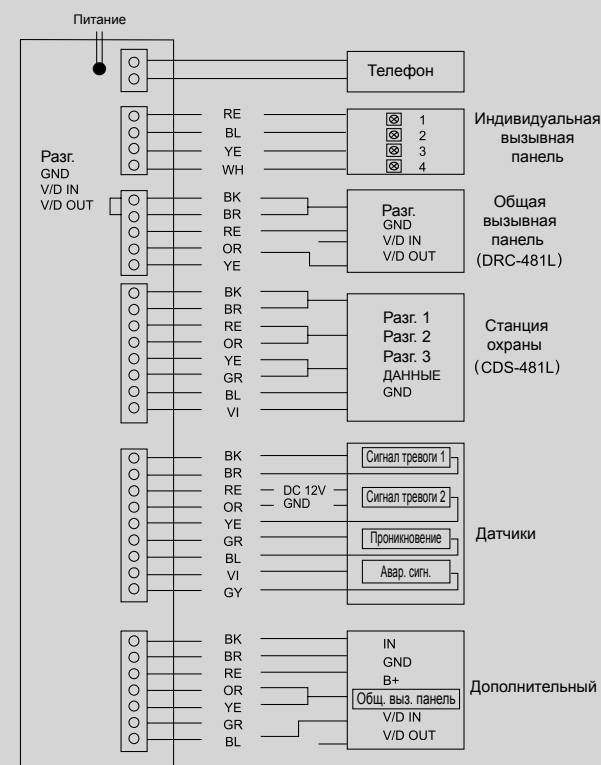 Питание
Телефон
RE
BL
YE
WH
1
2
3
4
Индивидуальная
вызывная
панель
Разг.
GND
V/D IN
V/D OUT
BK
BR
RE
OR
YE
Разг.
GND
V/D IN
V/D OUT
Общая
вызывная
панель
(DRC-481L)
BK
BR
RE
OR
YE
GR
BL
VI
Разг. 1
Разг. 2
Разг. 3
ДАННЫЕ
GND
Станция
охраны
(CDS-481L)
BK
BR
RE
OR
YE
GR
BL
VI
GY
DC 12V
GND
Сигнал тревоги 1
Сигнал тревоги 2
Проникновение
Авар. сигн.
Датчики
BK
BR
RE
OR
YE
GR
BL
IN
GND
B+
Общ. выз. панель
V/D IN
V/D OUT
Дополнительный